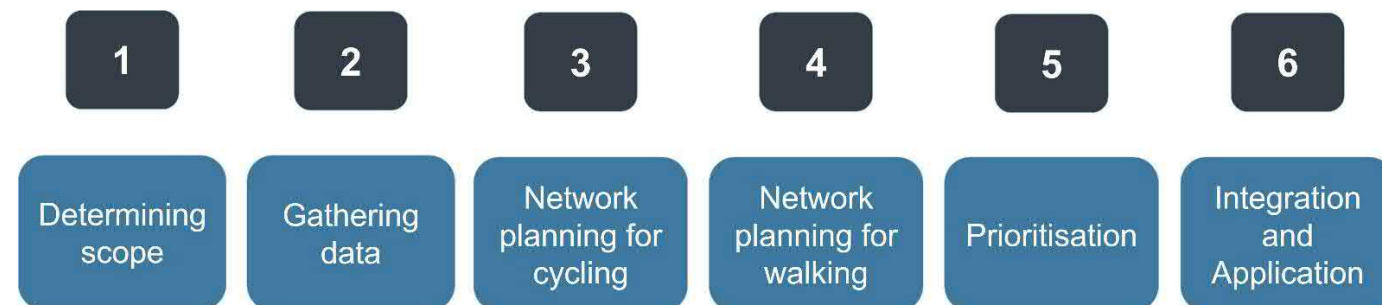 1
2
3
4
5
6
Determining
scope
Gathering
data
Network
planning for
cycling
Network
planning for
walking
Prioritisation
Integration
and
Application